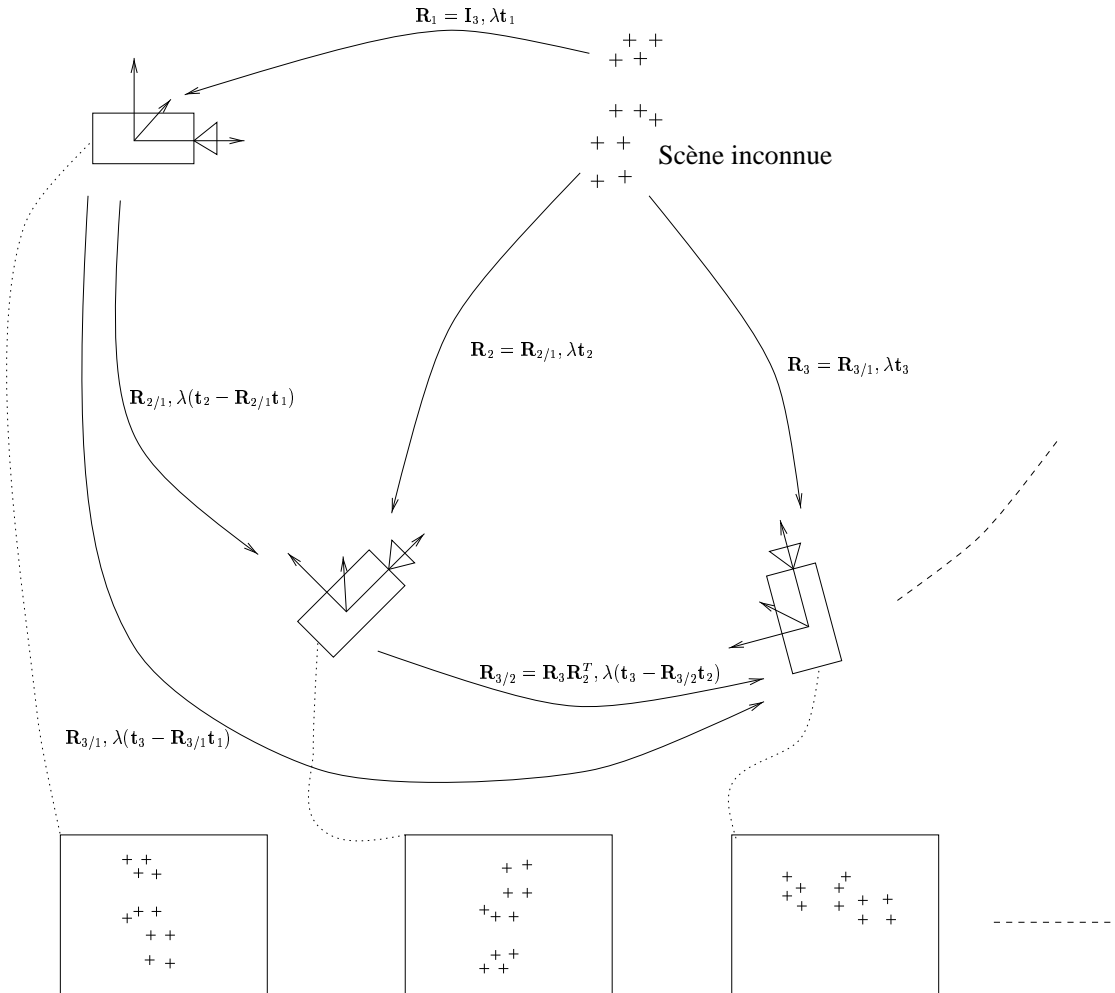 R₁ = I₃, λt₁
Scène inconnue
R₂ = R₂/₁, λt₂
R₃ = R₃/₁, λt₃
R₂/₁, λ(t₂ − R₂/₁t₁)
R₃/₂ = R₃R₂ᵀ, λ(t₃ − R₃/₂t₂)
R₃/₁, λ(t₃ − R₃/₁t₁)